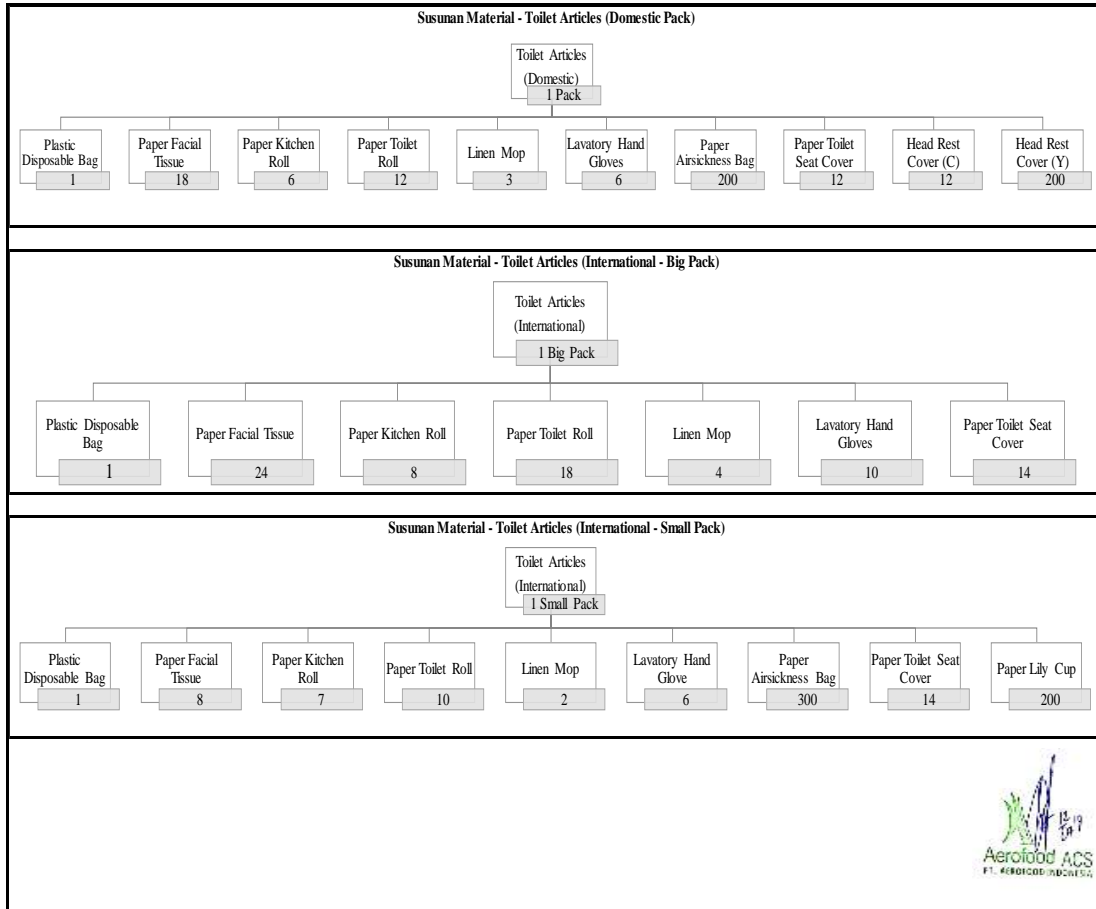 Susunan Material - Toilet Articles (Domestic Pack)
Toilet Articles
(Domestic)
1 Pack
Plastic
Disposable Bag
1
Paper Facial
Tissue
18
Paper Kitchen
Roll
6
Paper Toilet
Roll
12
Linen Mop
3
Lavatory Hand
Gloves
6
Paper
Airsickness Bag
200
Paper Toilet
Seat Cover
12
Head Rest
Cover (C)
12
Head Rest
Cover (Y)
200
Susunan Material - Toilet Articles (International - Big Pack)
Toilet Articles
(International)
1 Big Pack
Plastic Disposable
Bag
1
Paper Facial Tissue
24
Paper Kitchen Roll
8
Paper Toilet Roll
18
Linen Mop
4
Lavatory Hand
Gloves
10
Paper Toilet Seat
Cover
14
Susunan Material - Toilet Articles (International - Small Pack)
Toilet Articles
(International)
1 Small Pack
Plastic
Disposable Bag
1
Paper Facial
Tissue
8
Paper Kitchen
Roll
7
Paper Toilet Roll
10
Linen Mop
2
Lavatory Hand
Glove
6
Paper
Airsickness Bag
300
Paper Toilet Seat
Cover
14
Paper Lily Cup
200
Aerofood ACS
PT. AEROFOOD INDONESIA